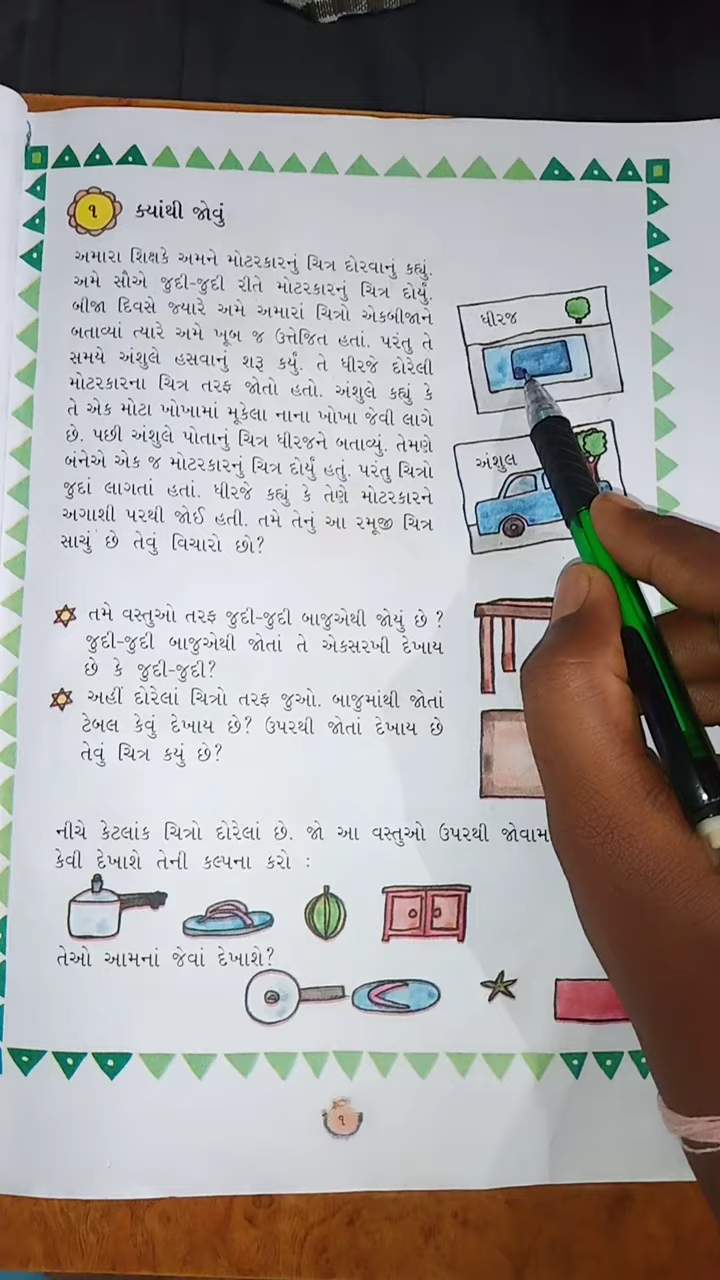 ૧ ક્યાંથી જોવું
અમારા શિક્ષકે અમને મોટરકારનું ચિત્ર દોરવાનું કહ્યું.
અમે સૌએ જુદી-જુદી રીતે મોટરકારનું ચિત્ર દોર્યું.
બીજા દિવસે જ્યારે અમે અમારાં ચિત્રો એકબીજાને
બતાવ્યાં ત્યારે અમે ખૂબ જ ઉત્તેજિત હતાં. પરંતુ તે
સમયે અંશુલે હસવાનું શરૂ કર્યું. તે ધીરજે દોરેલી
મોટરકારના ચિત્ર તરફ જોતો હતો. અંશુલે કહ્યું કે
તે એક મોટા ખોખામાં મૂકેલા નાના ખોખા જેવી લાગે
છે. પછી અંશુલે પોતાનું ચિત્ર ધીરજને બતાવ્યું. તેમણે
બંનેએ એક જ મોટરકારનું ચિત્ર દોર્યું હતું. પરંતુ ચિત્રો
જુદાં લાગતાં હતાં. ધીરજે કહ્યું કે તેણે મોટરકારને
અગાશી પરથી જોઈ હતી. તમે તેનું આ રમૂજી ચિત્ર
સાચું છે તેવું વિચારો છો?
ધીરજ
અંશુલ
તમે વસ્તુઓ તરફ જુદી-જુદી બાજુએથી જોયું છે ?
જુદી-જુદી બાજુએથી જોતાં તે એકસરખી દેખાય
છે કે જુદી-જુદી?
અહીં દોરેલાં ચિત્રો તરફ જુઓ. બાજુમાંથી જોતાં
ટેબલ કેવું દેખાય છે? ઉપરથી જોતાં દેખાય છે
તેવું ચિત્ર કયું છે?
નીચે કેટલાંક ચિત્રો દોરેલાં છે. જો આ વસ્તુઓ ઉપરથી
કેવી દેખાશે તેની કલ્પના કરો :
તેઓ આમનાં જેવાં દેખાશે?
૧